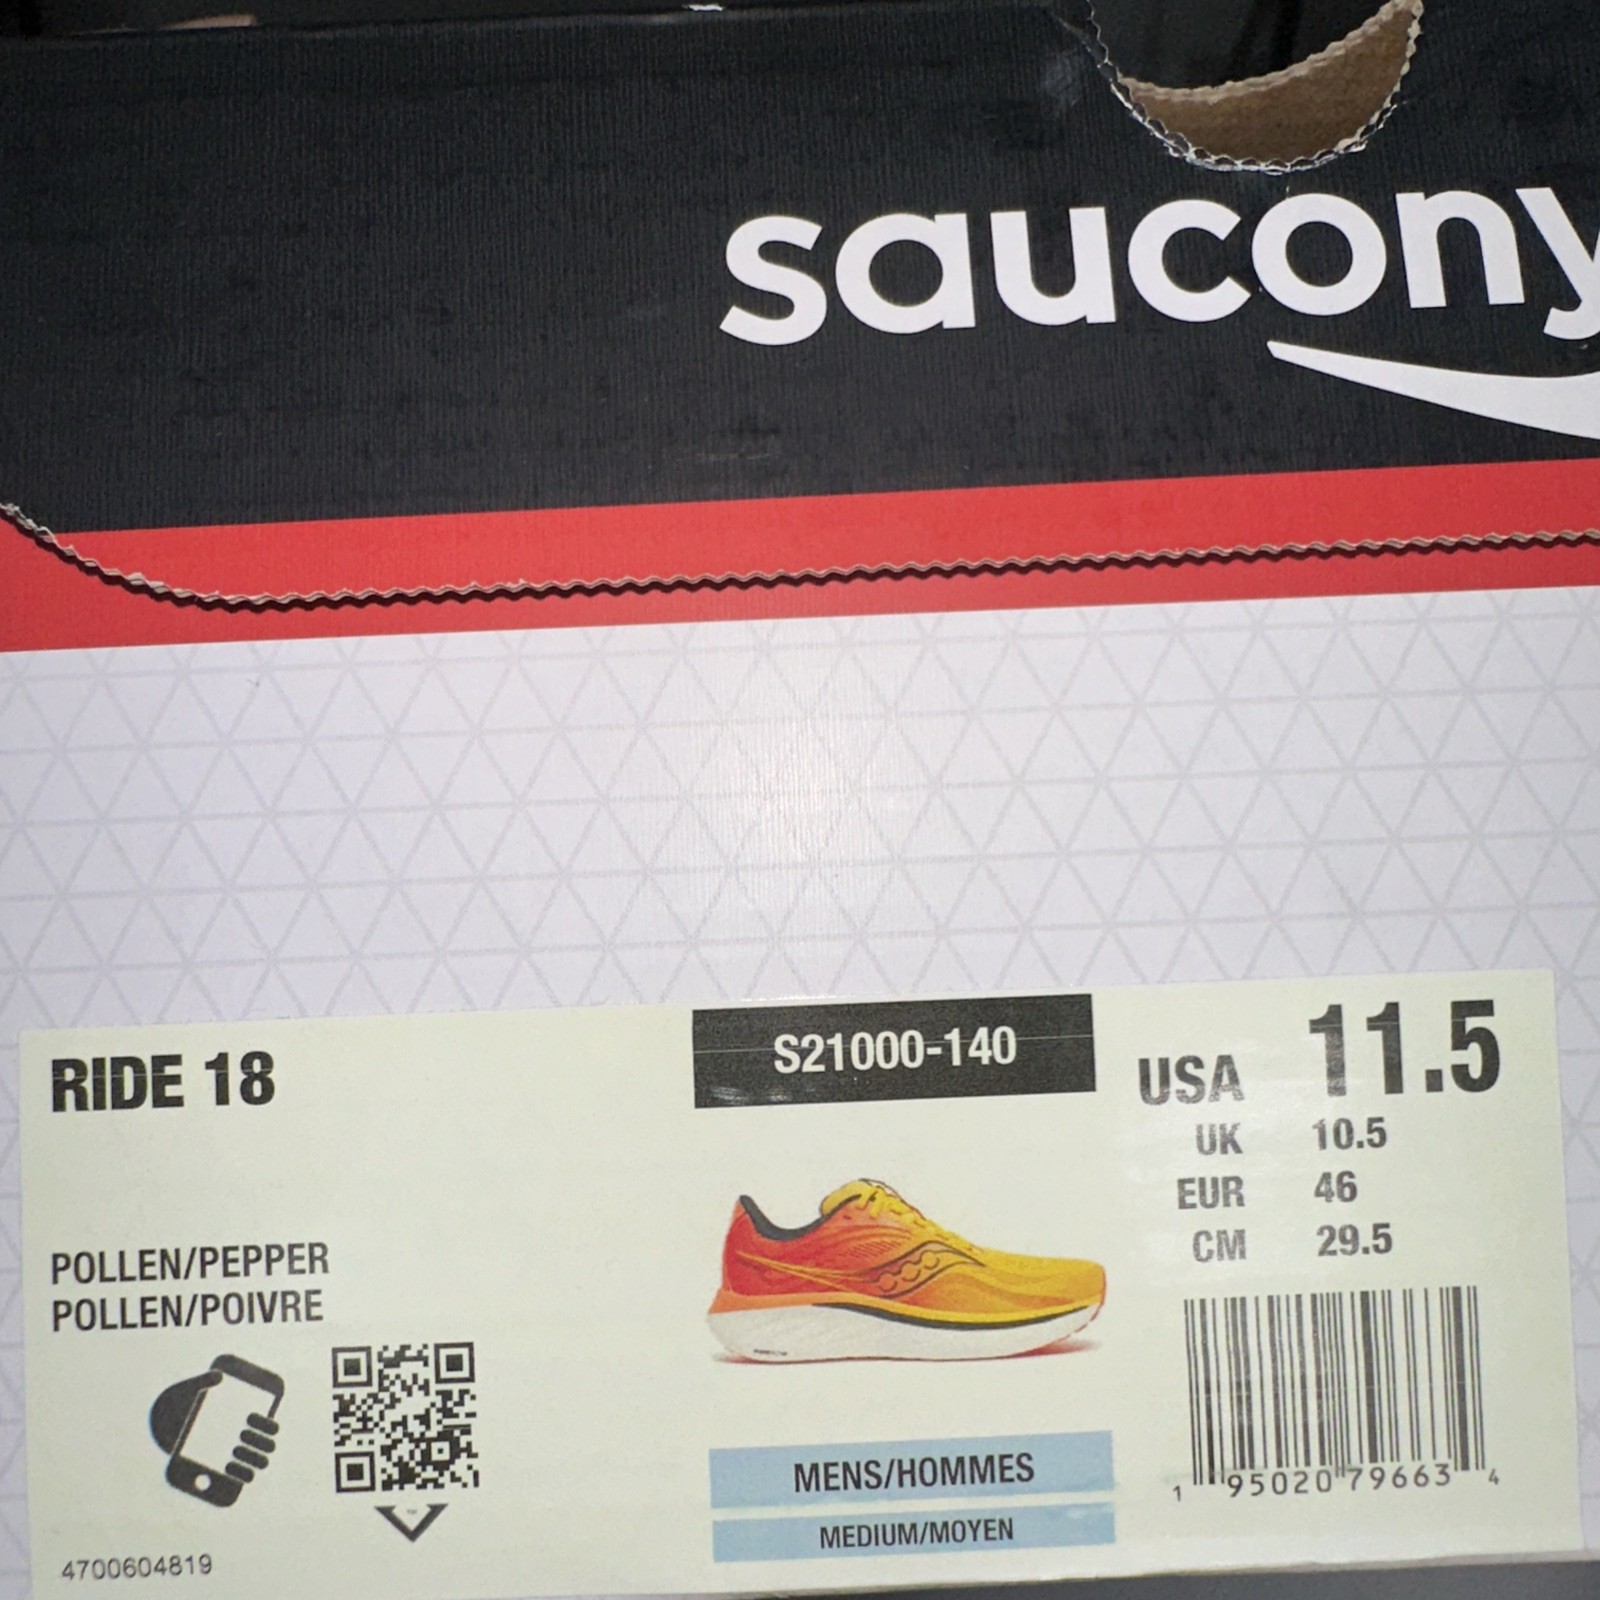 saucony
RIDE 18
S21000-140
USA 11.5
UK 10.5
EUR 46
CM 29.5
POLLEN/PEPPER
POLLEN/POIVRE
MENS/HOMMES
MEDIUM/MOYEN
1 95020 79663 4
4700604819